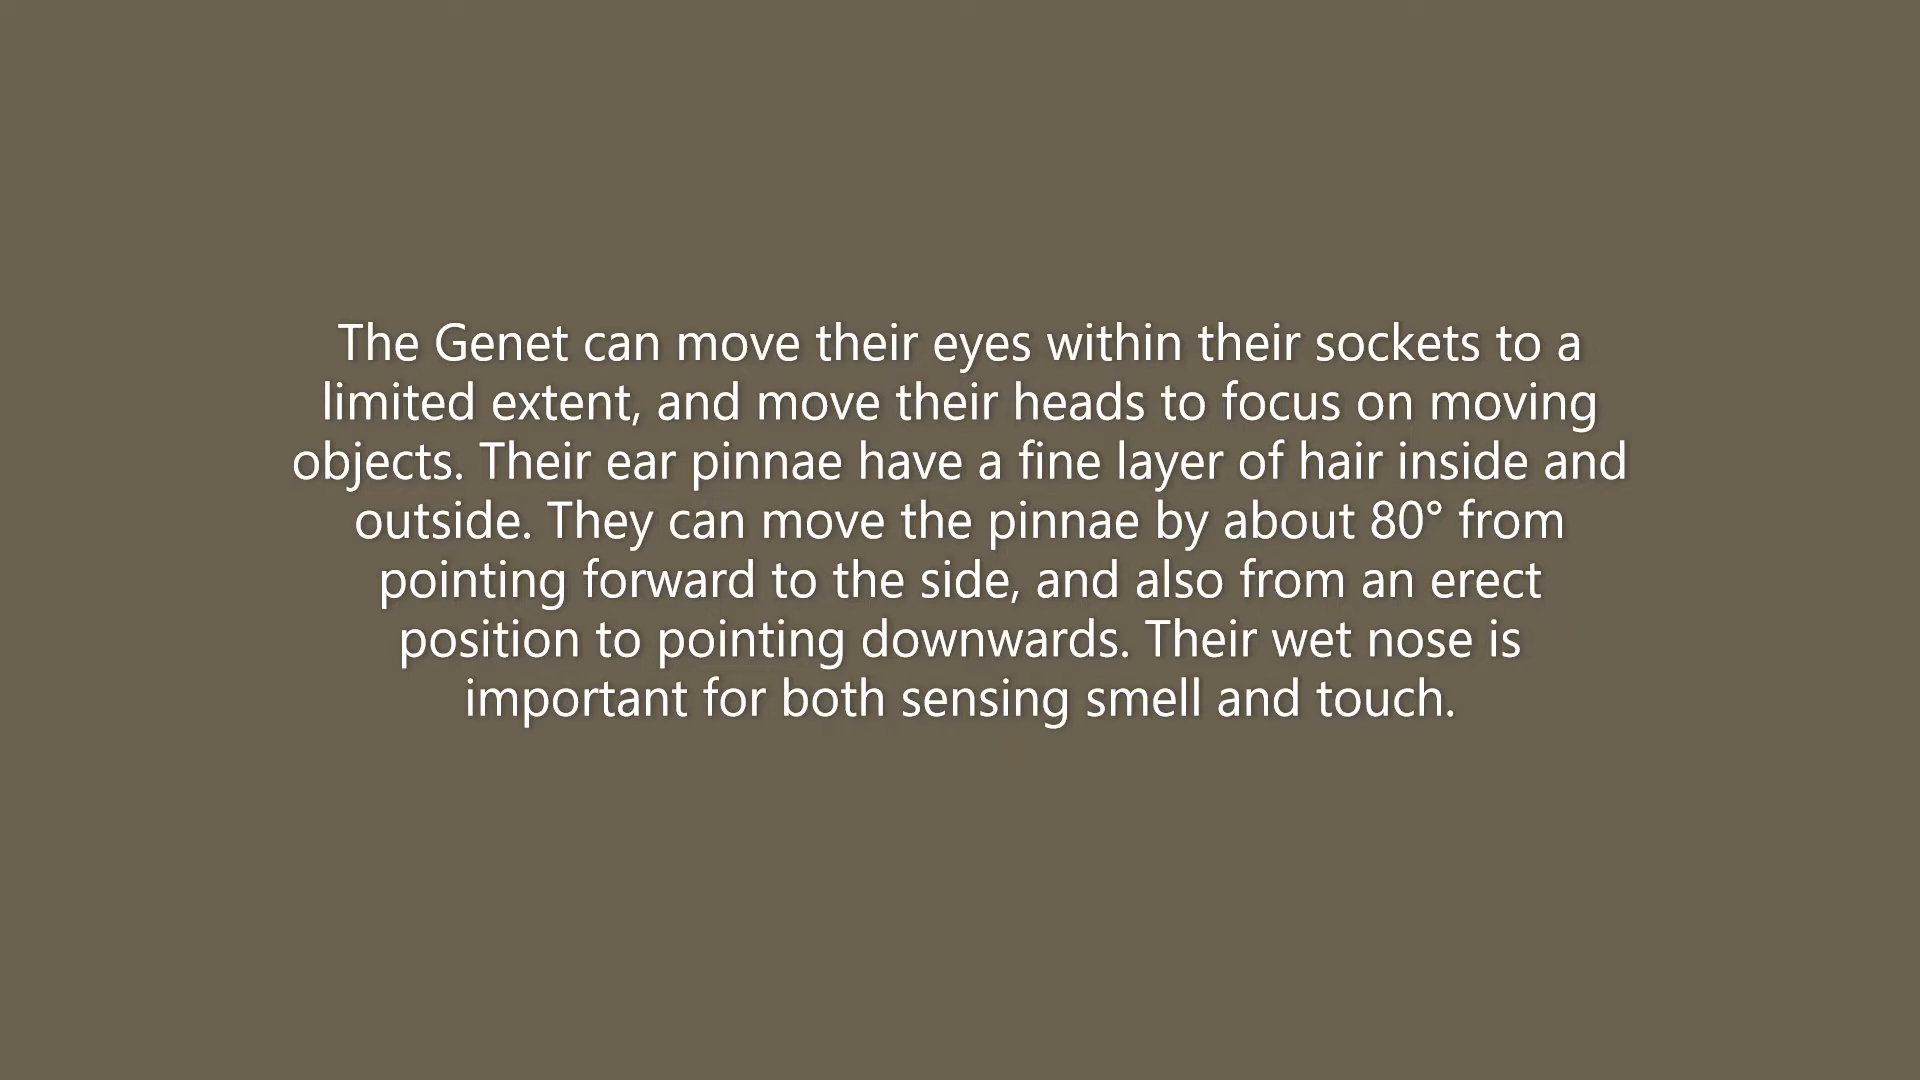 The Genet can move their eyes within their sockets to a
limited extent, and move their heads to focus on moving
objects. Their ear pinnae have a fine layer of hair inside and
outside. They can move the pinnae by about 80° from
pointing forward to the side, and also from an erect
position to pointing downwards. Their wet nose is
important for both sensing smell and touch.